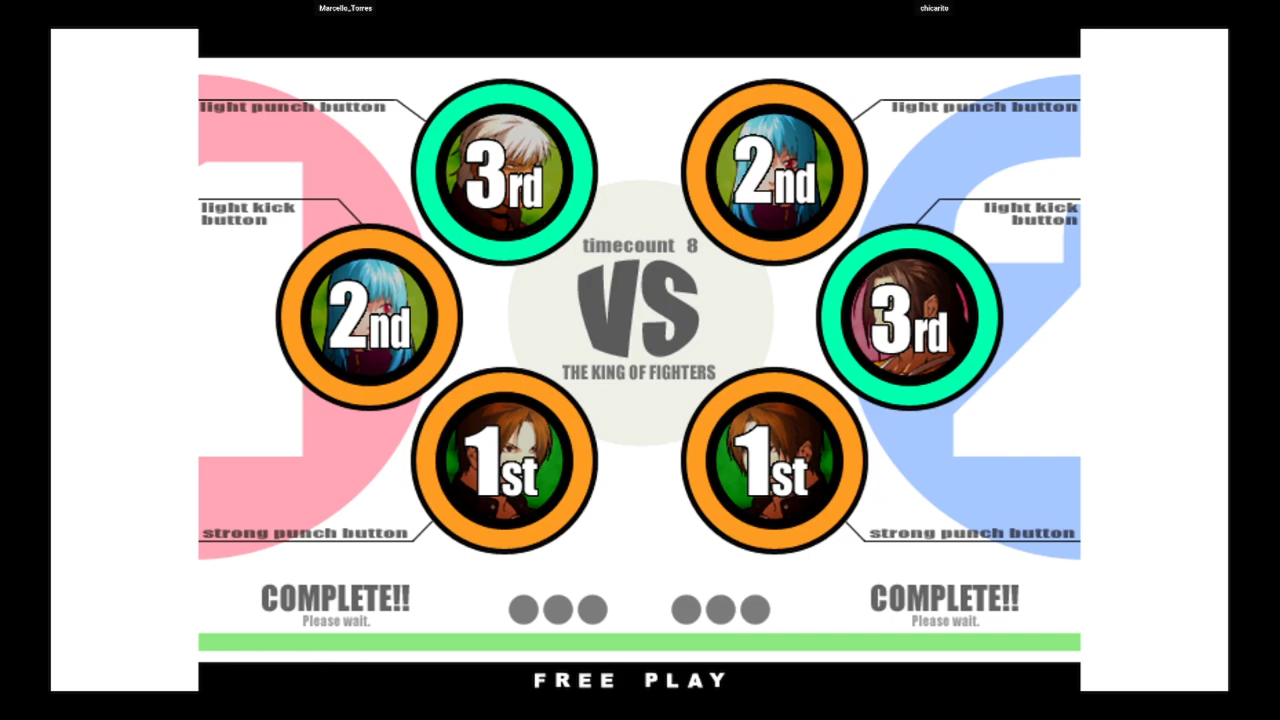 Marcello_Torres
chicarito
light punch button
light punch button
3rd
2nd
light kick
button
light kick
button
timecount 8
VS
THE KING OF FIGHTERS
2nd
3rd
1st
1st
strong punch button
strong punch button
COMPLETE!!
Please wait.
COMPLETE!!
Please wait.
FREE PLAY
1
2